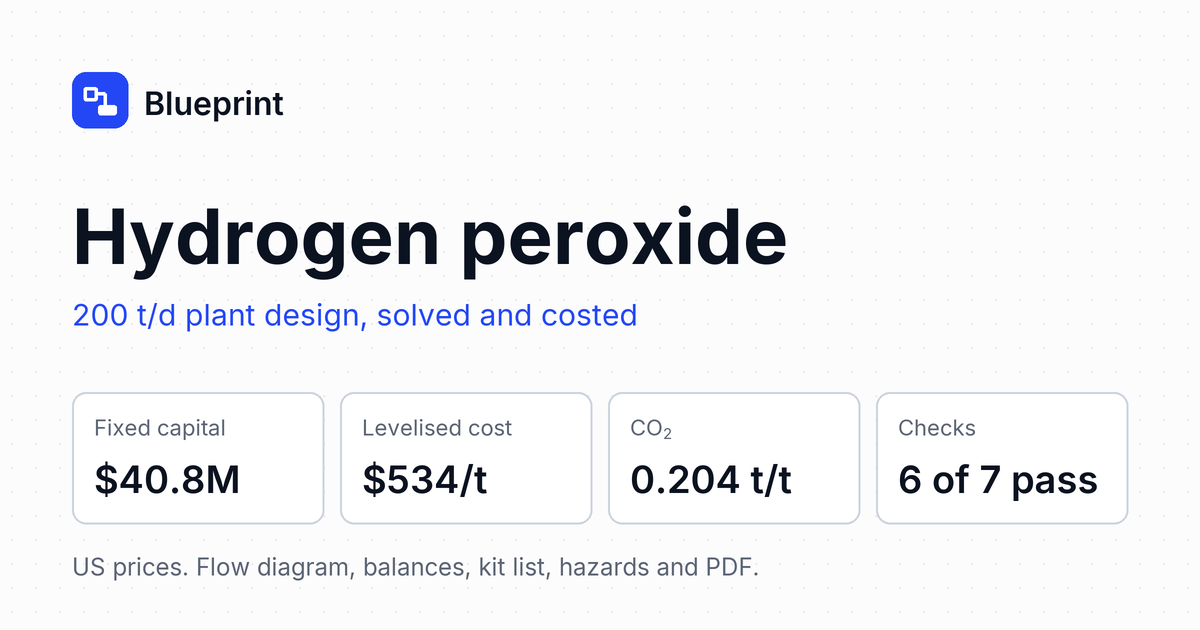 Blueprint
Hydrogen peroxide
200 t/d plant design, solved and costed
Fixed capital
$40.8M
Levelised cost
$534/t
CO₂
0.204 t/t
Checks
6 of 7 pass
US prices. Flow diagram, balances, kit list, hazards and PDF.